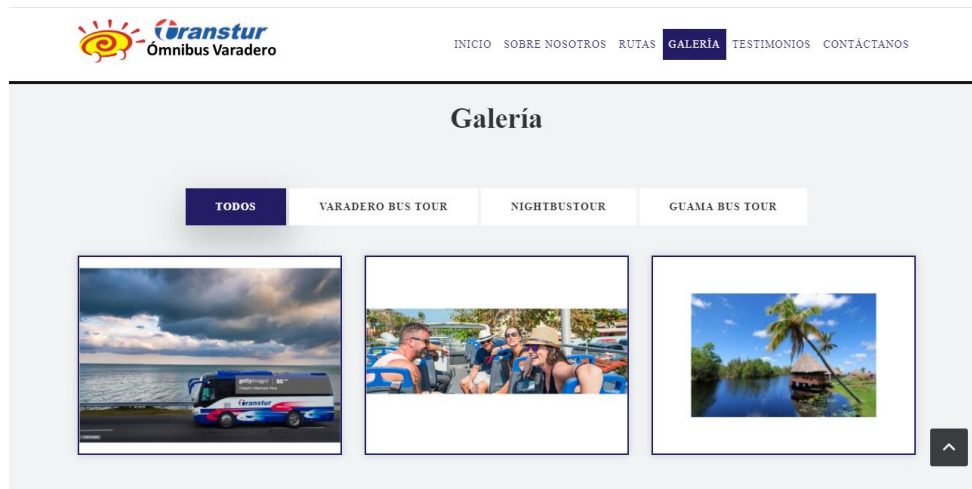 Transtur
Ómnibus Varadero
INICIO SOBRE NOSOTROS RUTAS GALERÍA TESTIMONIOS CONTÁCTANOS
Galería
TODOS VARADERO BUS TOUR NIGHTBUSTOUR GUAMA BUS TOUR
gettyimages
Transtur